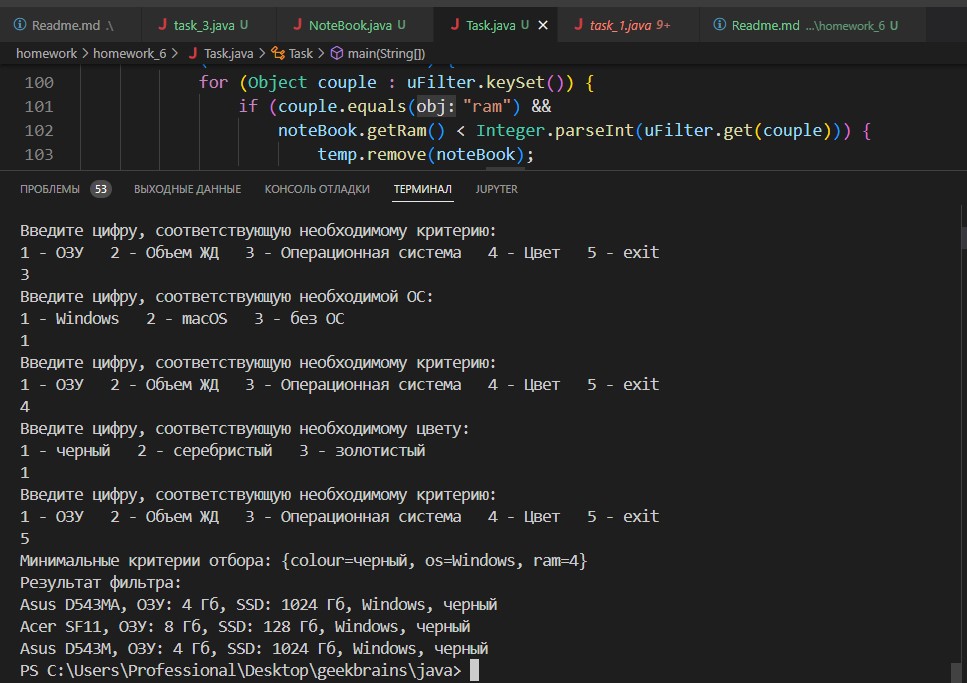 Readme.md .\ task_3.java U NoteBook.java U Task.java U task_1.java 9+ Readme.md ...\homework_6 U
homework > homework_6 > Task.java > Task > main(String[])
100 for (Object couple : uFilter.keySet()) {
101 if (couple.equals(obj: "ram") &&
102 noteBook.getRam() < Integer.parseInt(uFilter.get(couple))) {
103 temp.remove(noteBook);
ПРОБЛЕМЫ 53 ВЫХОДНЫЕ ДАННЫЕ КОНСОЛЬ ОТЛАДКИ ТЕРМИНАЛ JUPYTER
Введите цифру, соответствующую необходимому критерию:
1 - ОЗУ 2 - Объем ЖД 3 - Операционная система 4 - Цвет 5 - exit
3
Введите цифру, соответствующую необходимой ОС:
1 - Windows 2 - macOS 3 - без ОС
1
Введите цифру, соответствующую необходимому критерию:
1 - ОЗУ 2 - Объем ЖД 3 - Операционная система 4 - Цвет 5 - exit
4
Введите цифру, соответствующую необходимому цвету:
1 - черный 2 - серебристый 3 - золотистый
1
Введите цифру, соответствующую необходимому критерию:
1 - ОЗУ 2 - Объем ЖД 3 - Операционная система 4 - Цвет 5 - exit
5
Минимальные критерии отбора: {colour=черный, os=Windows, ram=4}
Результат фильтра:
Asus D543MA, ОЗУ: 4 Гб, SSD: 1024 Гб, Windows, черный
Acer SF11, ОЗУ: 8 Гб, SSD: 128 Гб, Windows, черный
Asus D543M, ОЗУ: 4 Гб, SSD: 1024 Гб, Windows, черный
PS C:\Users\Professional\Desktop\geekbrains\java>